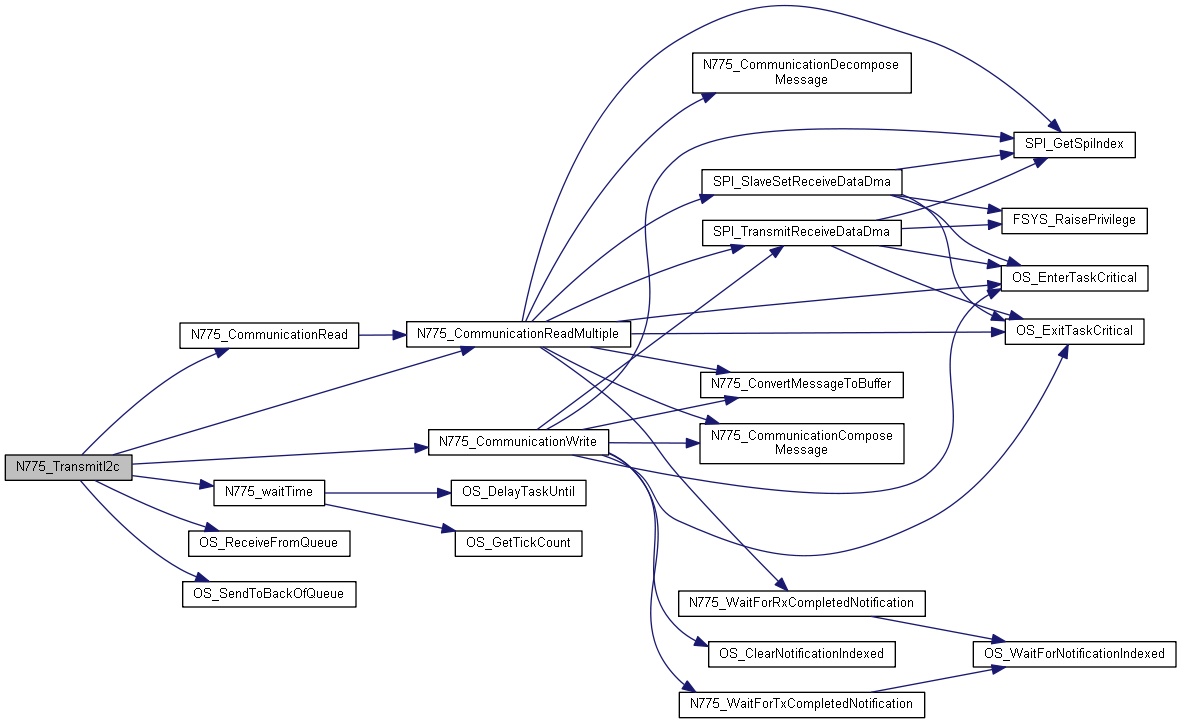 N775_CommunicationDecompose
Message
SPI_GetSpiIndex
SPI_SlaveSetReceiveDataDma
FSYS_RaisePrivilege
SPI_TransmitReceiveDataDma
OS_EnterTaskCritical
N775_CommunicationRead
N775_CommunicationReadMultiple
OS_ExitTaskCritical
N775_ConvertMessageToBuffer
N775_CommunicationWrite
N775_CommunicationCompose
Message
N775_TransmitI2c
N775_waitTime
OS_DelayTaskUntil
OS_ReceiveFromQueue
OS_GetTickCount
OS_SendToBackOfQueue
N775_WaitForRxCompletedNotification
OS_ClearNotificationIndexed
OS_WaitForNotificationIndexed
N775_WaitForTxCompletedNotification